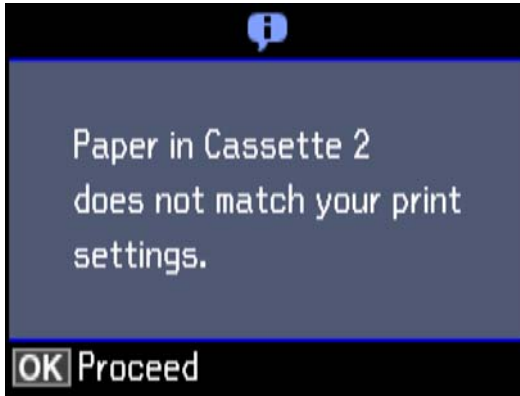 Paper in Cassette 2
does not match your print
settings.
OK Proceed